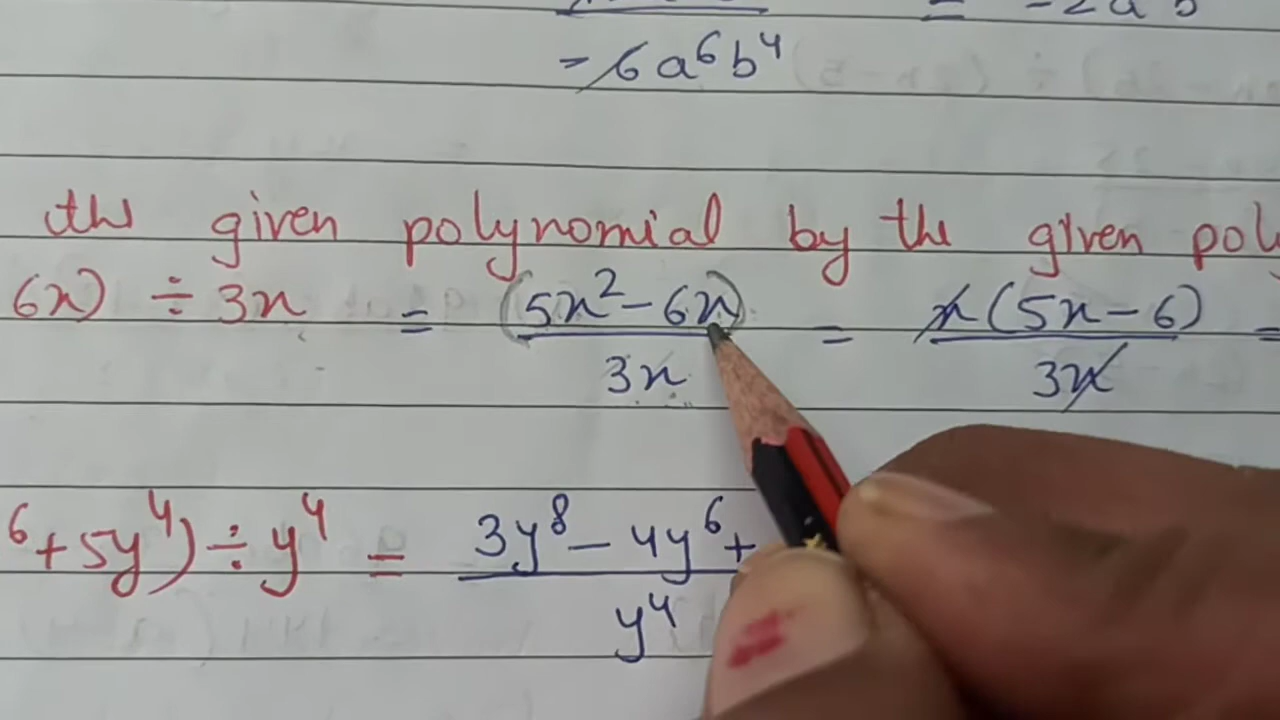 = -2a b
= 6a⁶b⁴
the given polynomial by the given pol
6x) ÷ 3x = (5x² - 6x) / 3x = x(5x - 6) / 3x =
⁶ + 5y⁴) ÷ y⁴ = 3y⁸ - 4y⁶ + / y⁴